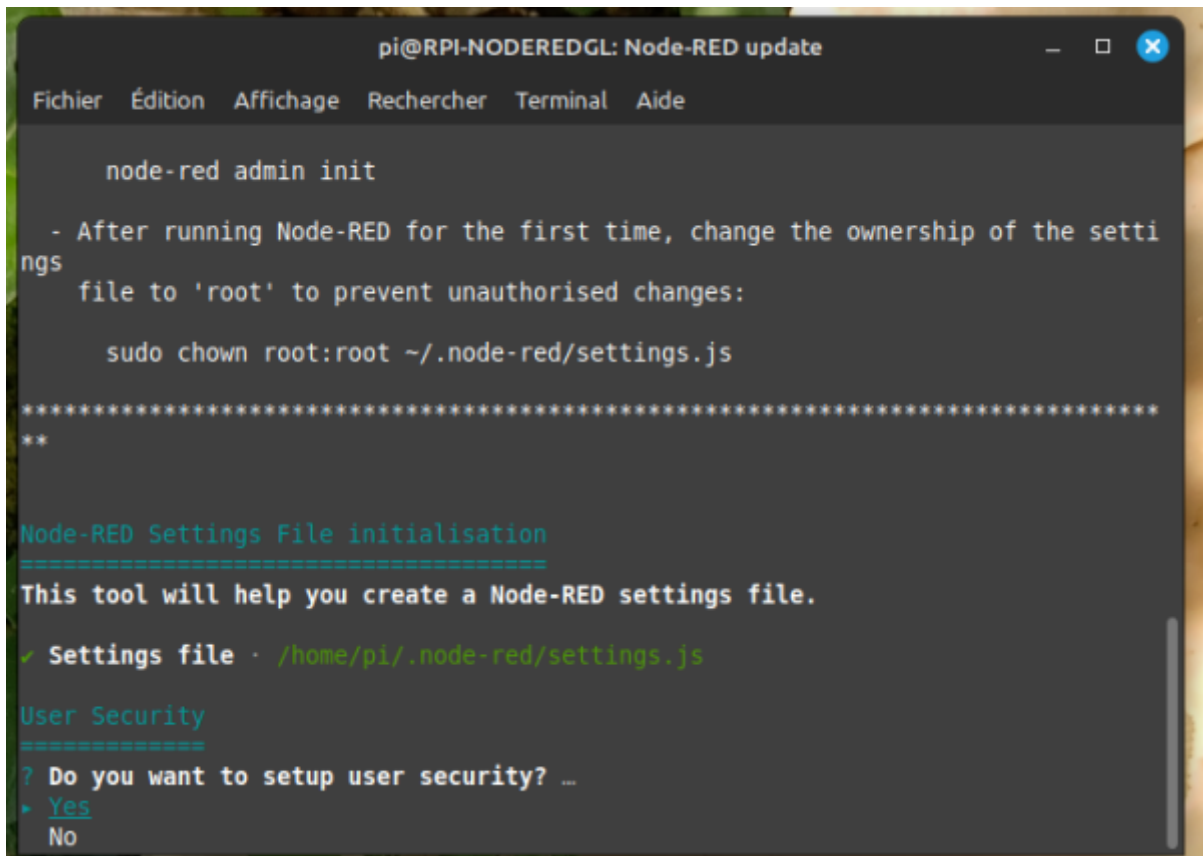 pi@RPI-NODEREDGL: Node-RED update
Fichier Édition Affichage Rechercher Terminal Aide
node-red admin init
- After running Node-RED for the first time, change the ownership of the setti
ngs
file to 'root' to prevent unauthorised changes:
sudo chown root:root ~/.node-red/settings.js
********************************************************************************
**
Node-RED Settings File initialisation
=====================================
This tool will help you create a Node-RED settings file.
✔ Settings file · /home/pi/.node-red/settings.js
User Security
=============
? Do you want to setup user security? …
▸ Yes
No